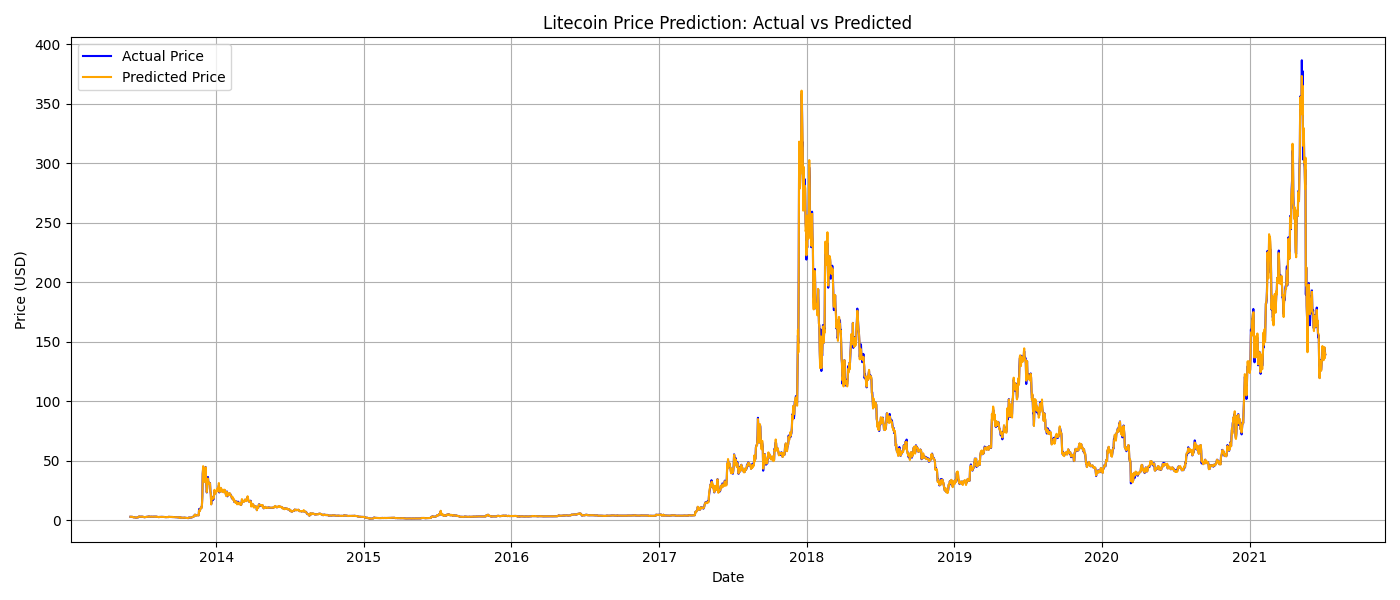 Litecoin Price Prediction: Actual vs Predicted
Actual Price
Predicted Price
Price (USD)
400
350
300
250
200
150
100
50
0
2014 2015 2016 2017 2018 2019 2020 2021
Date